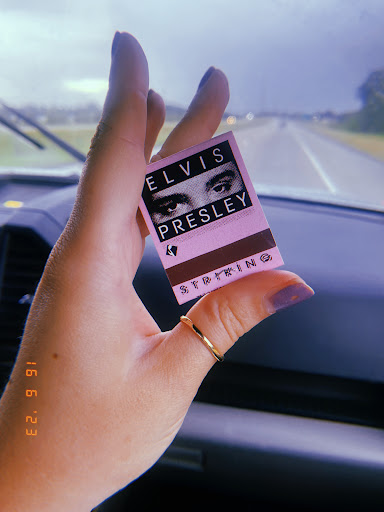 ELVIS
PRESLEY
STRIKING
16 6 '23